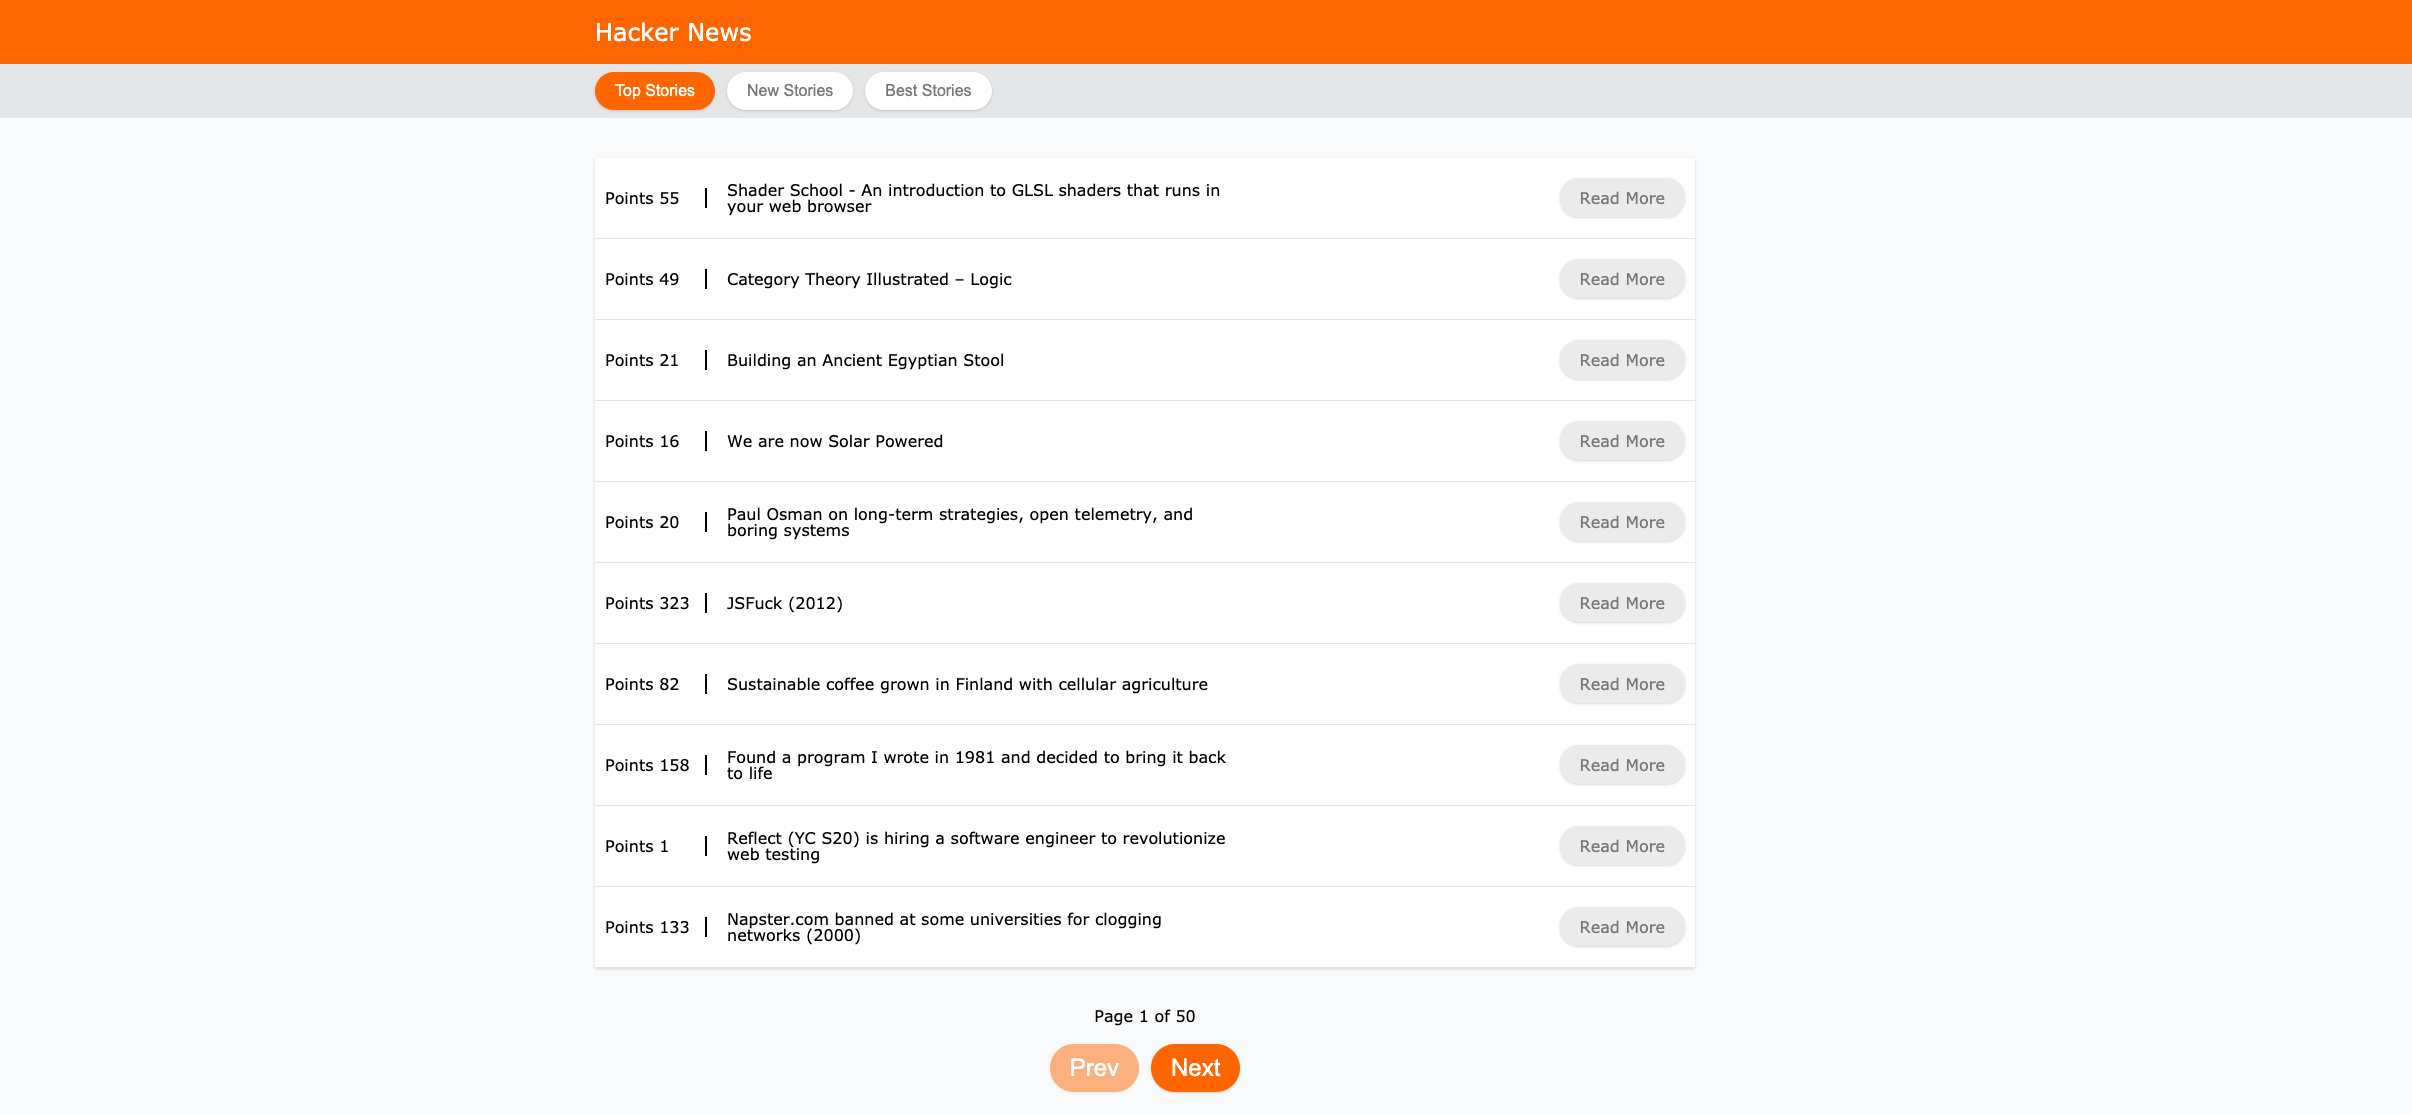 Hacker News
Top Stories New Stories Best Stories
Points 55 Shader School - An introduction to GLSL shaders that runs in
your web browser Read More
Points 49 Category Theory Illustrated – Logic Read More
Points 21 Building an Ancient Egyptian Stool Read More
Points 16 We are now Solar Powered Read More
Points 20 Paul Osman on long-term strategies, open telemetry, and
boring systems Read More
Points 323 JSFuck (2012) Read More
Points 82 Sustainable coffee grown in Finland with cellular agriculture Read More
Points 158 Found a program I wrote in 1981 and decided to bring it back
to life Read More
Points 1 Reflect (YC S20) is hiring a software engineer to revolutionize
web testing Read More
Points 133 Napster.com banned at some universities for clogging
networks (2000) Read More
Page 1 of 50
Prev Next